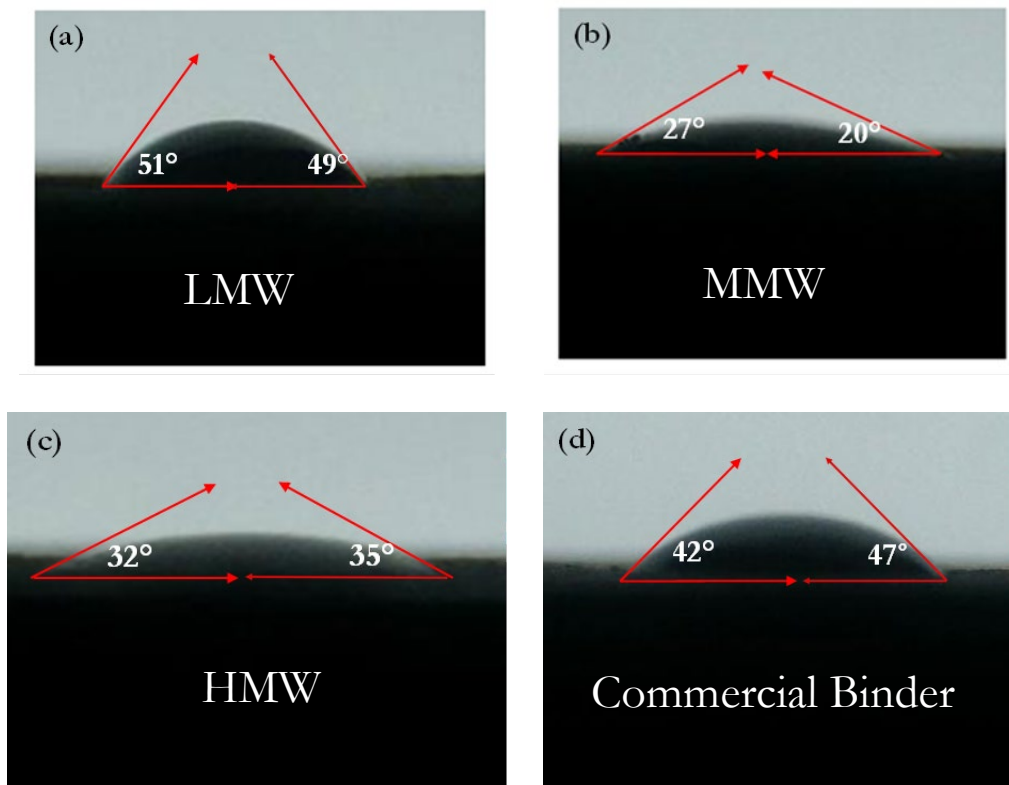 (a)
51° 49°
LMW
(b)
27° 20°
MMW
(c)
32° 35°
HMW
(d)
42° 47°
Commercial Binder